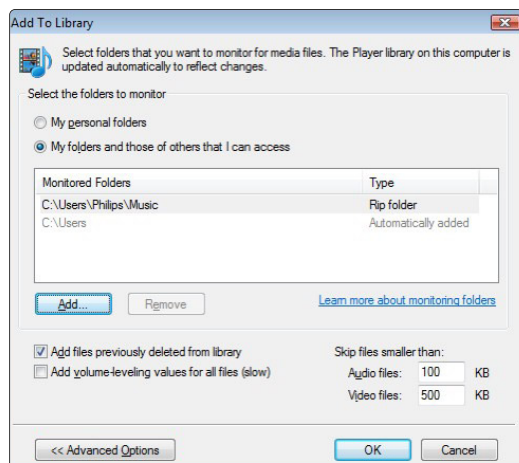 Add To Library
Select folders that you want to monitor for media files. The Player library on this computer is
updated automatically to reflect changes.
Select the folders to monitor
My personal folders
My folders and those of others that I can access
Monitored Folders Type
C:\Users\Philips\Music Rip folder
C:\Users Automatically added
Add... Remove Learn more about monitoring folders
Add files previously deleted from library Skip files smaller than:
Add volume-leveling values for all files (slow) Audio files: 100 KB
Video files: 500 KB
<< Advanced Options OK Cancel